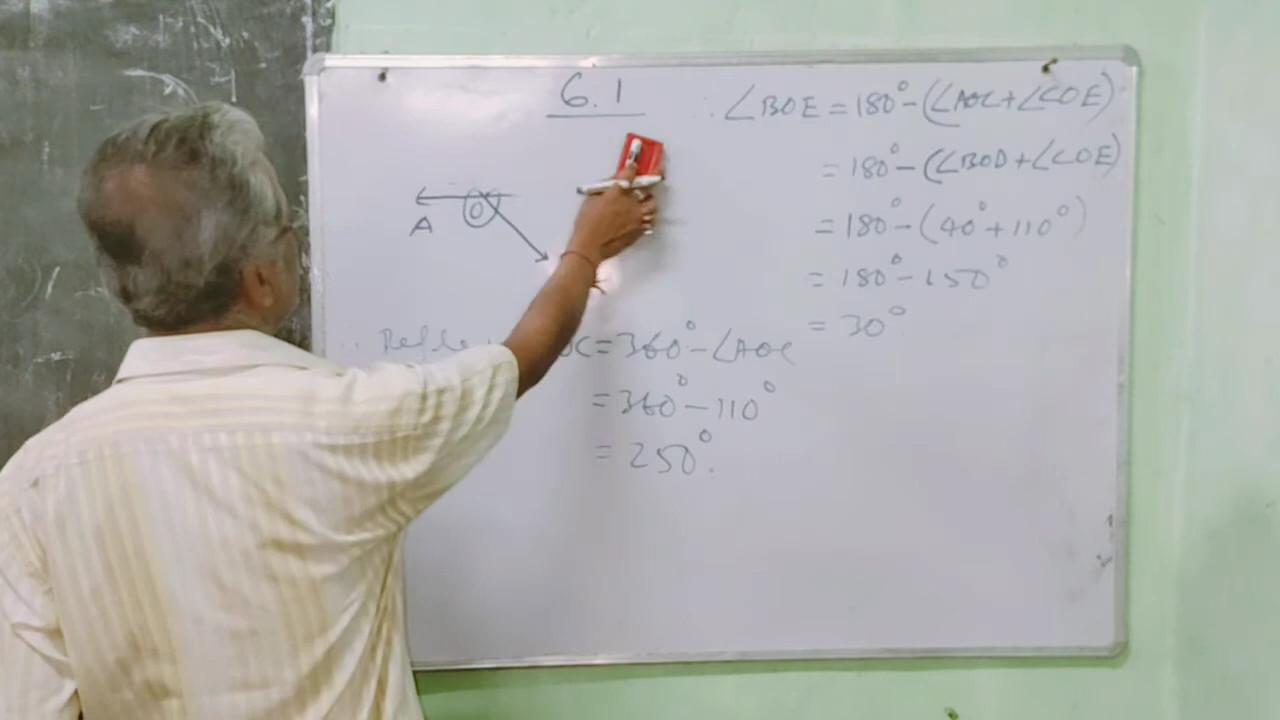 6.1
∴ ∠BOE = 180° - (∠AOC + ∠COE)
= 180° - (∠BOD + ∠COE)
= 180° - (40° + 110°)
= 180° - 150°
= 30°
A
O
OC = 360° - ∠AOC
= 360° - 110°
= 250°.